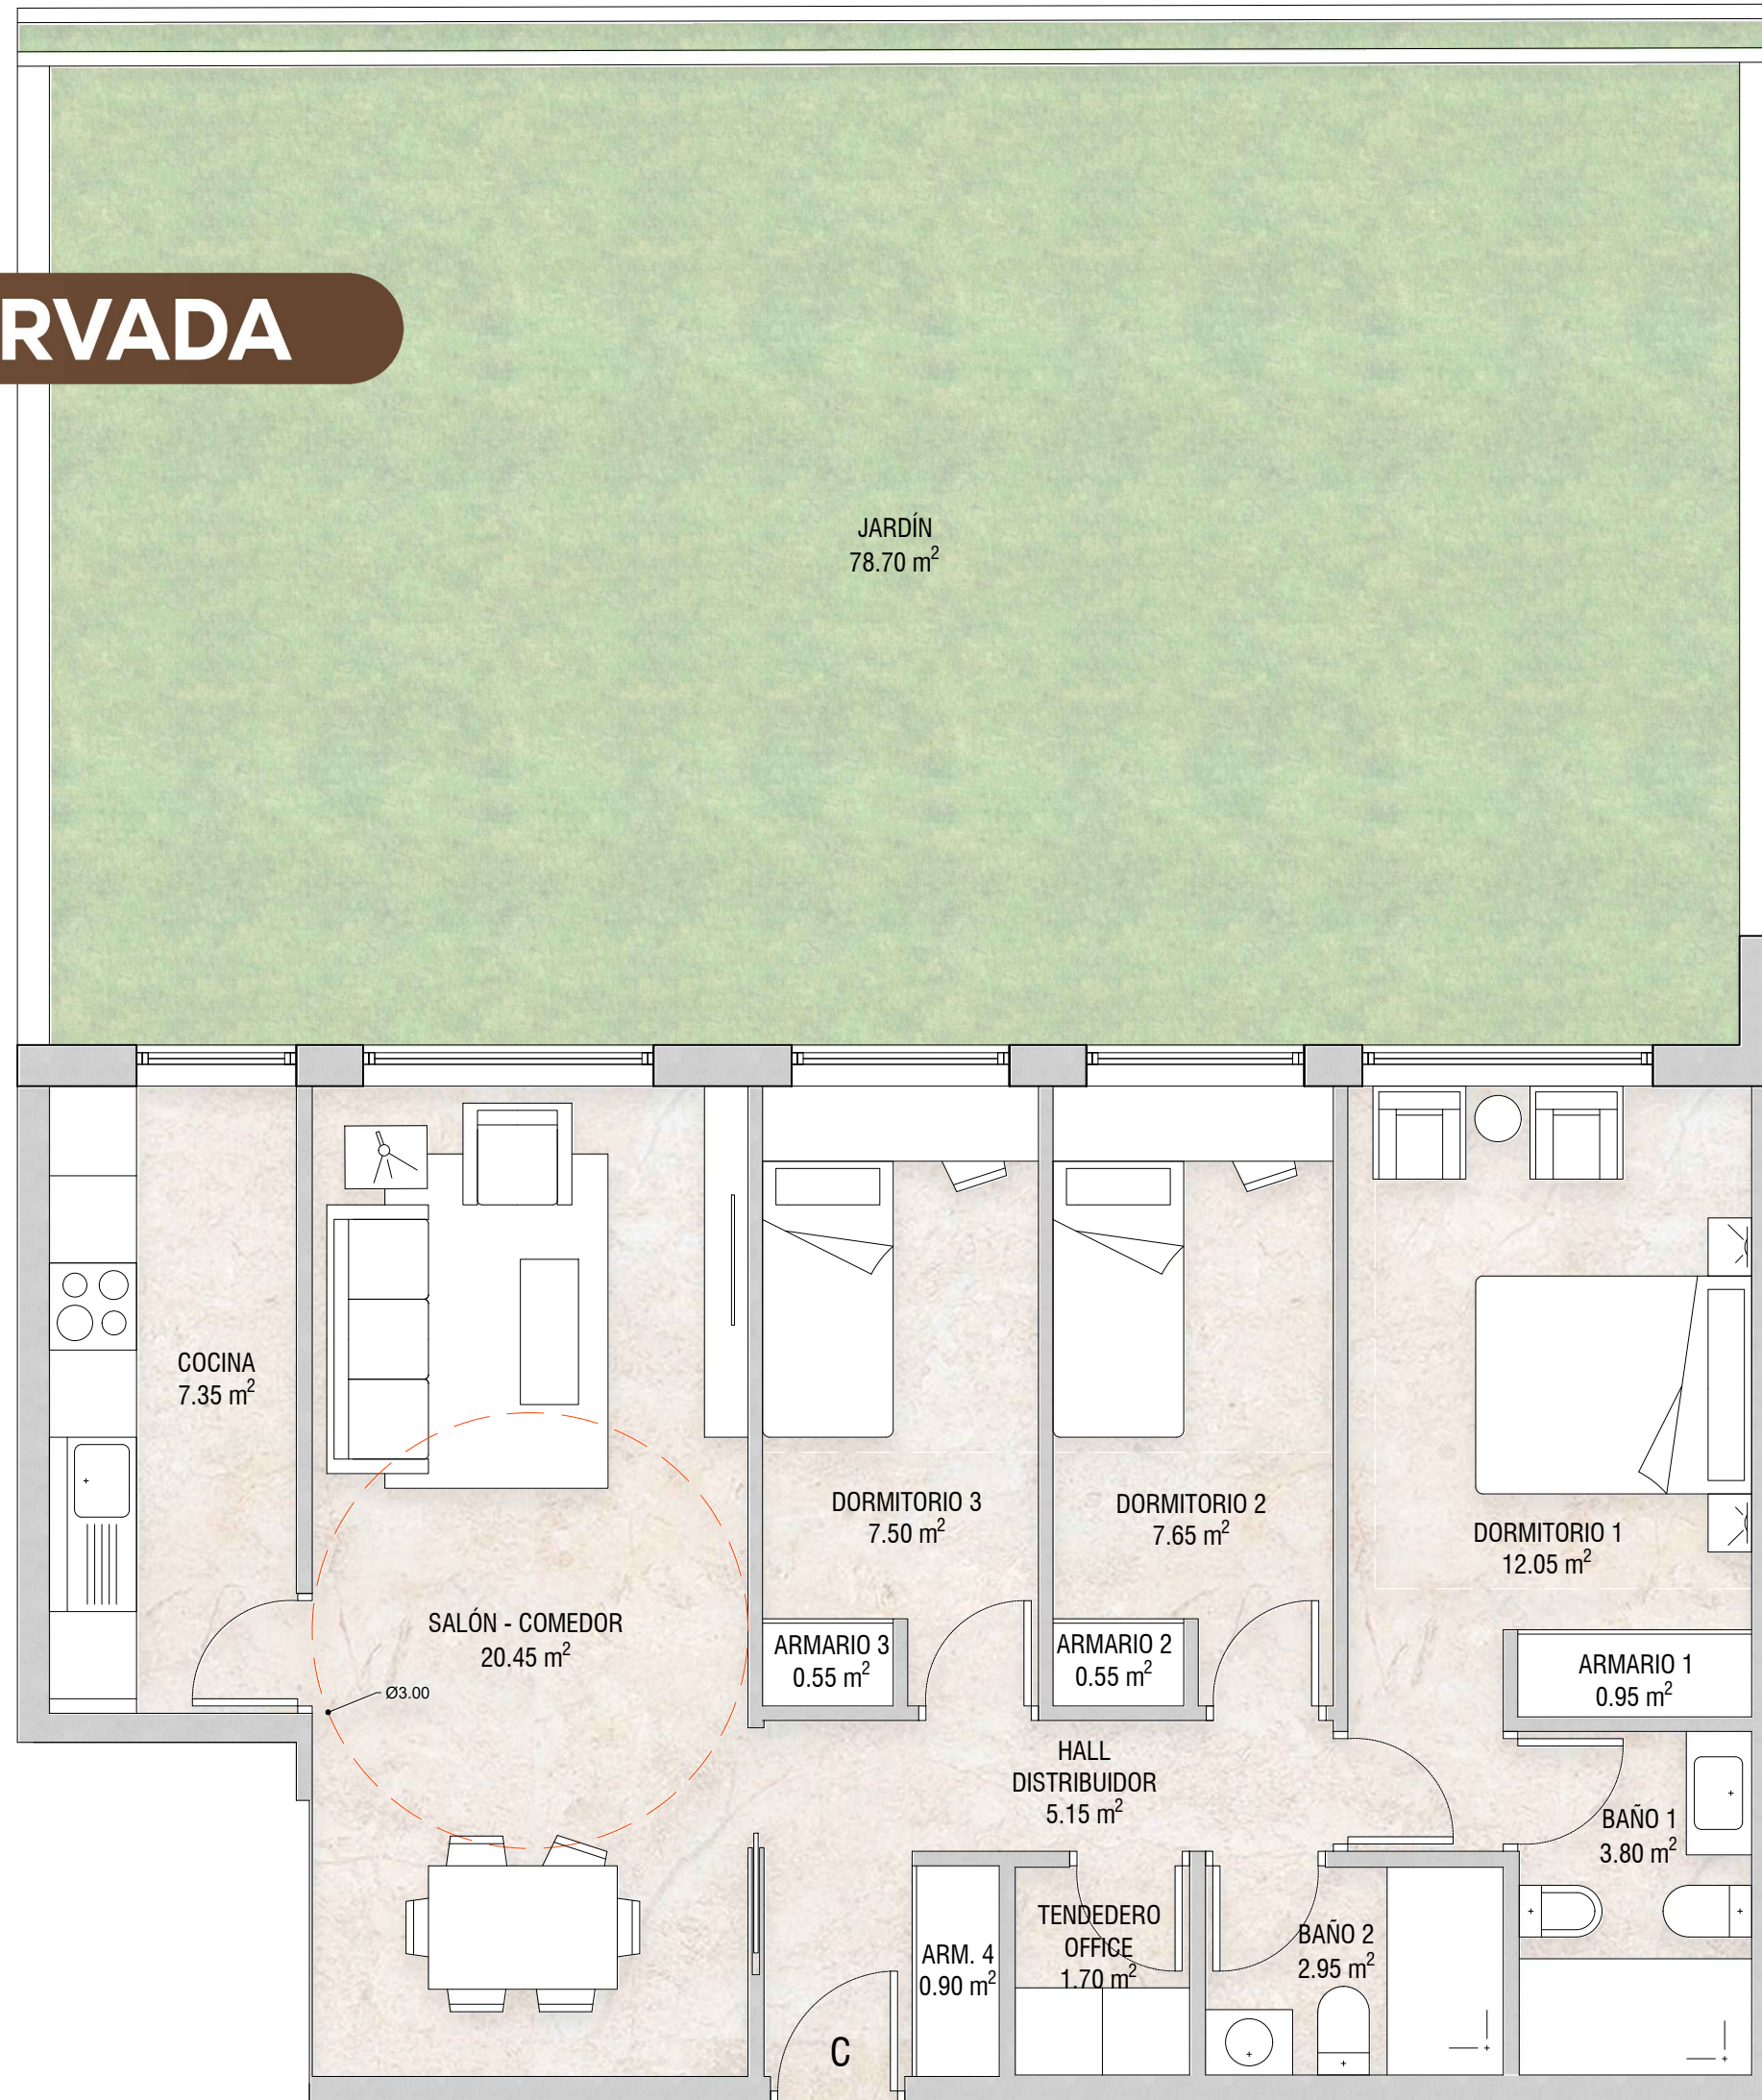 RVADA
JARDÍN
78.70 m²
COCINA
7.35 m²
DORMITORIO 3
7.50 m²
DORMITORIO 2
7.65 m²
DORMITORIO 1
12.05 m²
SALÓN - COMEDOR
20.45 m²
Ø3.00
ARMARIO 3
0.55 m²
ARMARIO 2
0.55 m²
ARMARIO 1
0.95 m²
HALL
DISTRIBUIDOR
5.15 m²
BAÑO 1
3.80 m²
ARM. 4
0.90 m²
TENDEDERO
OFFICE
1.70 m²
BAÑO 2
2.95 m²
C